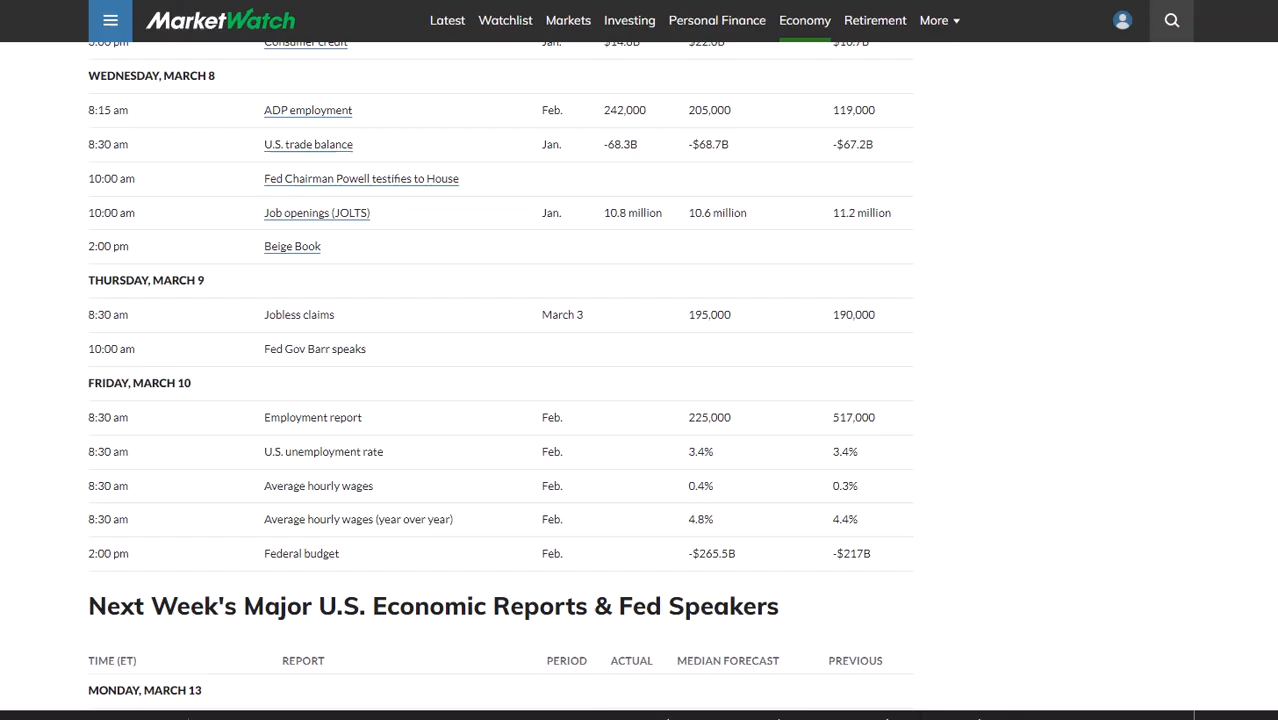 MarketWatch Latest Watchlist Markets Investing Personal Finance Economy Retirement More
Consumer credit Jan.
WEDNESDAY, MARCH 8
8:15 am ADP employment Feb. 242,000 205,000 119,000
8:30 am U.S. trade balance Jan. -68.3B -$68.7B -$67.2B
10:00 am Fed Chairman Powell testifies to House
10:00 am Job openings (JOLTS) Jan. 10.8 million 10.6 million 11.2 million
2:00 pm Beige Book
THURSDAY, MARCH 9
8:30 am Jobless claims March 3 195,000 190,000
10:00 am Fed Gov Barr speaks
FRIDAY, MARCH 10
8:30 am Employment report Feb. 225,000 517,000
8:30 am U.S. unemployment rate Feb. 3.4% 3.4%
8:30 am Average hourly wages Feb. 0.4% 0.3%
8:30 am Average hourly wages (year over year) Feb. 4.8% 4.4%
2:00 pm Federal budget Feb. -$265.5B -$217B
Next Week's Major U.S. Economic Reports & Fed Speakers
TIME (ET) REPORT PERIOD ACTUAL MEDIAN FORECAST PREVIOUS
MONDAY, MARCH 13